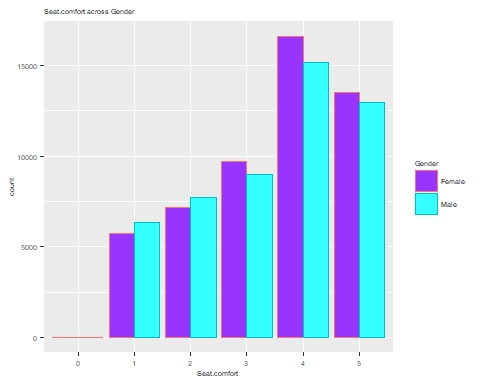 Seat.comfort across Gender
15000
10000
5000
0
count
0 1 2 3 4 5
Seat.comfort
Gender
Female
Male